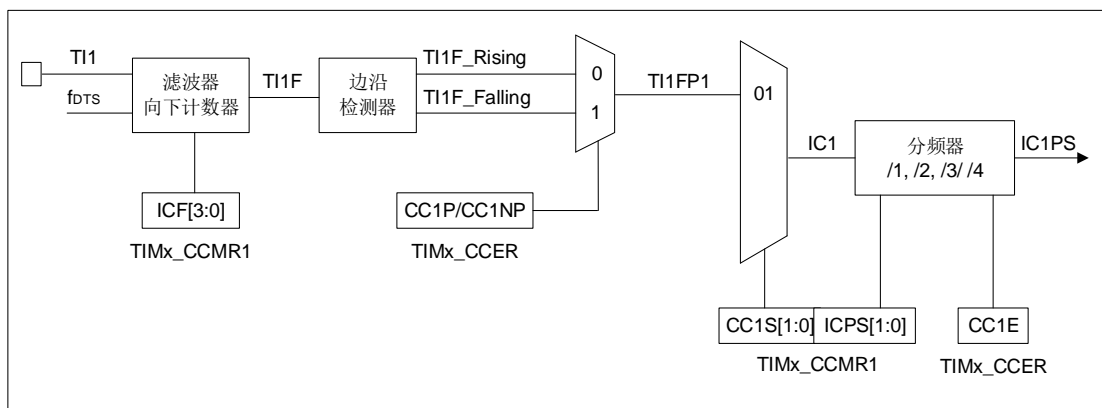 TI1
fDTS
滤波器
向下计数器
TI1F
边沿
检测器
TI1F_Rising
TI1F_Falling
0
1
TI1FP1
01
IC1
分频器
/1, /2, /3/ /4
IC1PS
ICF[3:0]
TIMx_CCMR1
CC1P/CC1NP
TIMx_CCER
CC1S[1:0]
ICPS[1:0]
TIMx_CCMR1
CC1E
TIMx_CCER